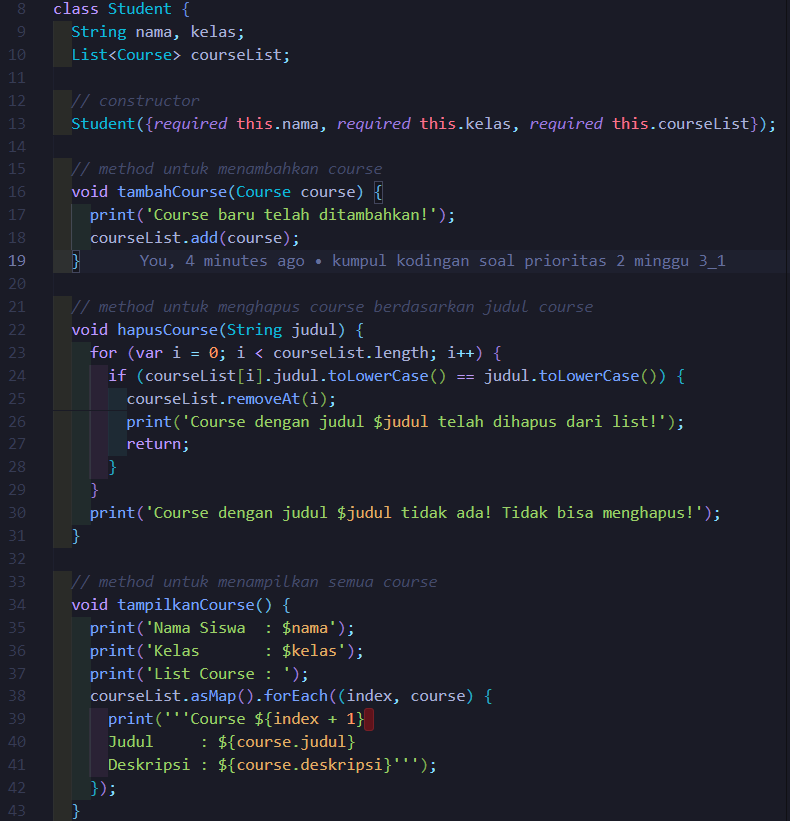 8 class Student {
9 String nama, kelas;
10 List<Course> courseList;
11
12 // constructor
13 Student({required this.nama, required this.kelas, required this.courseList});
14
15 // method untuk menambahkan course
16 void tambahCourse(Course course) {
17 print('Course baru telah ditambahkan!');
18 courseList.add(course);
19 } You, 4 minutes ago • kumpul kodingan soal prioritas 2 minggu 3_1
20
21 // method untuk menghapus course berdasarkan judul course
22 void hapusCourse(String judul) {
23 for (var i = 0; i < courseList.length; i++) {
24 if (courseList[i].judul.toLowerCase() == judul.toLowerCase()) {
25 courseList.removeAt(i);
26 print('Course dengan judul $judul telah dihapus dari list!');
27 return;
28 }
29 }
30 print('Course dengan judul $judul tidak ada! Tidak bisa menghapus!');
31 }
32
33 // method untuk menampilkan semua course
34 void tampilkanCourse() {
35 print('Nama Siswa  : $nama');
36 print('Kelas       : $kelas');
37 print('List Course : ');
38 courseList.asMap().forEach((index, course) {
39 print('''Course ${index + 1}
40 Judul     : ${course.judul}
41 Deskripsi : ${course.deskripsi}''');
42 });
43 }